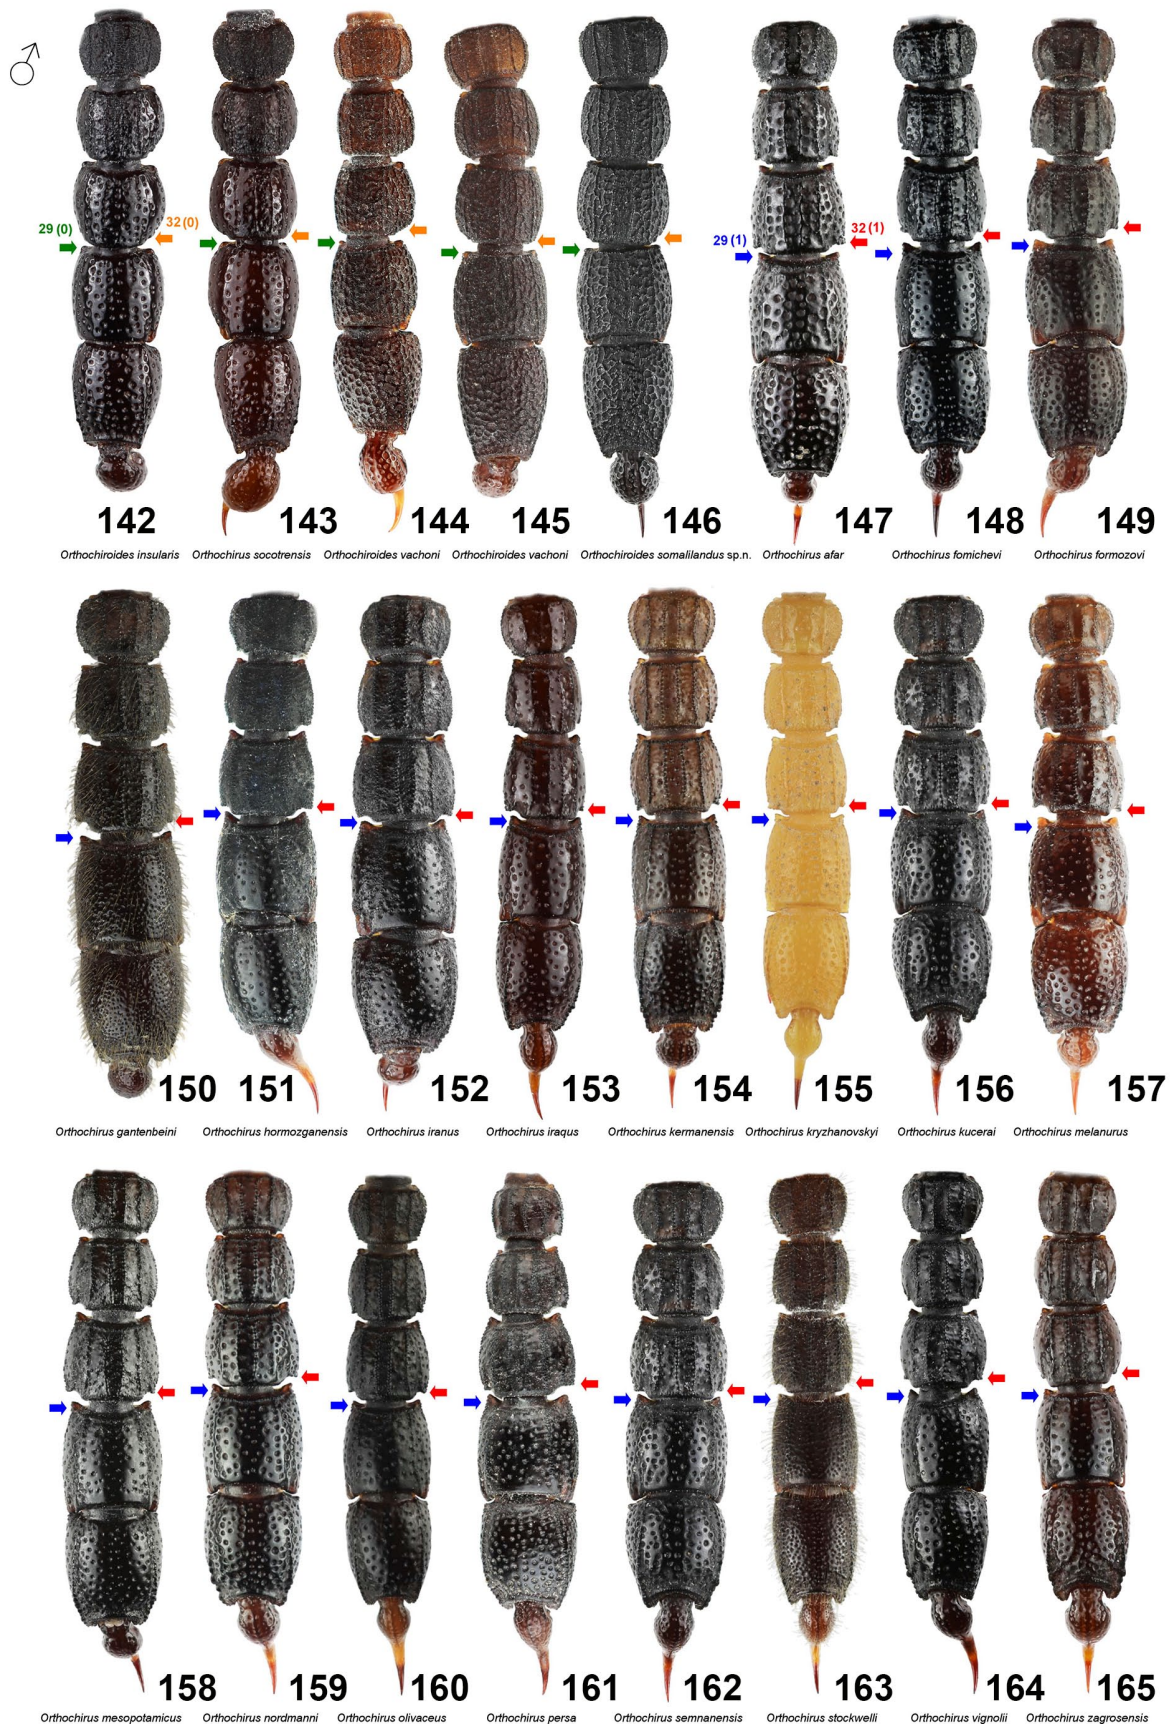 ♂
29 (0) 32 (0) 29 (1) 32 (1)
142 143 144 145 146 147 148 149
Orthochiroides insularis Orthochirus socotrensis Orthochiroides vachoni Orthochiroides vachoni Orthochiroides somalilandus sp.n. Orthochirus afar Orthochirus fomichevi Orthochirus formozovi
150 151 152 153 154 155 156 157
Orthochirus gantenbeini Orthochirus hormozganensis Orthochirus iranus Orthochirus iraqus Orthochirus kermanensis Orthochirus kryzhanovskyi Orthochirus kucerai Orthochirus melanurus
158 159 160 161 162 163 164 165
Orthochirus mesopotamicus Orthochirus nordmanni Orthochirus olivaceus Orthochirus persa Orthochirus semnanensis Orthochirus stockwelli Orthochirus vignolii Orthochirus zagrosensis